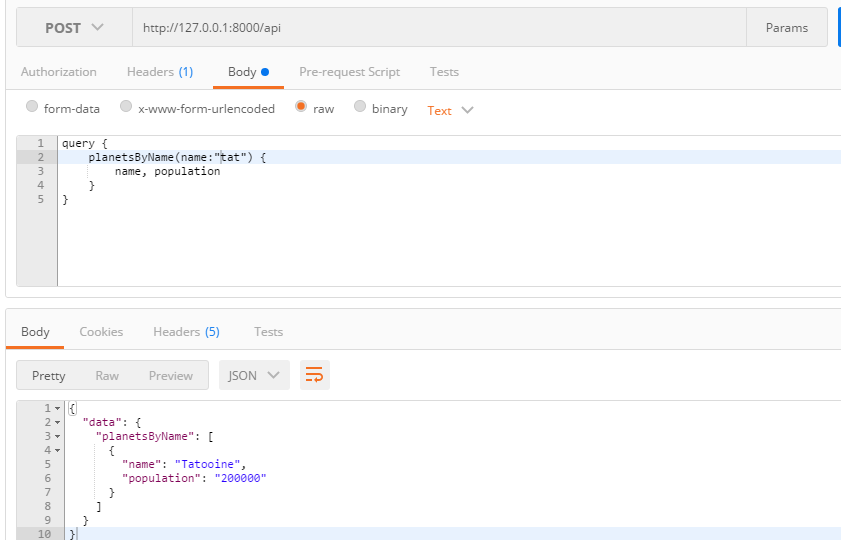 POST http://127.0.0.1:8000/api Params
Authorization Headers (1) Body Pre-request Script Tests
form-data x-www-form-urlencoded raw binary Text
1 query {
2 planetsByName(name:"tat") {
3 name, population
4 }
5 }
Body Cookies Headers (5) Tests
Pretty Raw Preview JSON
1 {
2 "data": {
3 "planetsByName": [
4 {
5 "name": "Tatooine",
6 "population": "200000"
7 }
8 ]
9 }
10 }